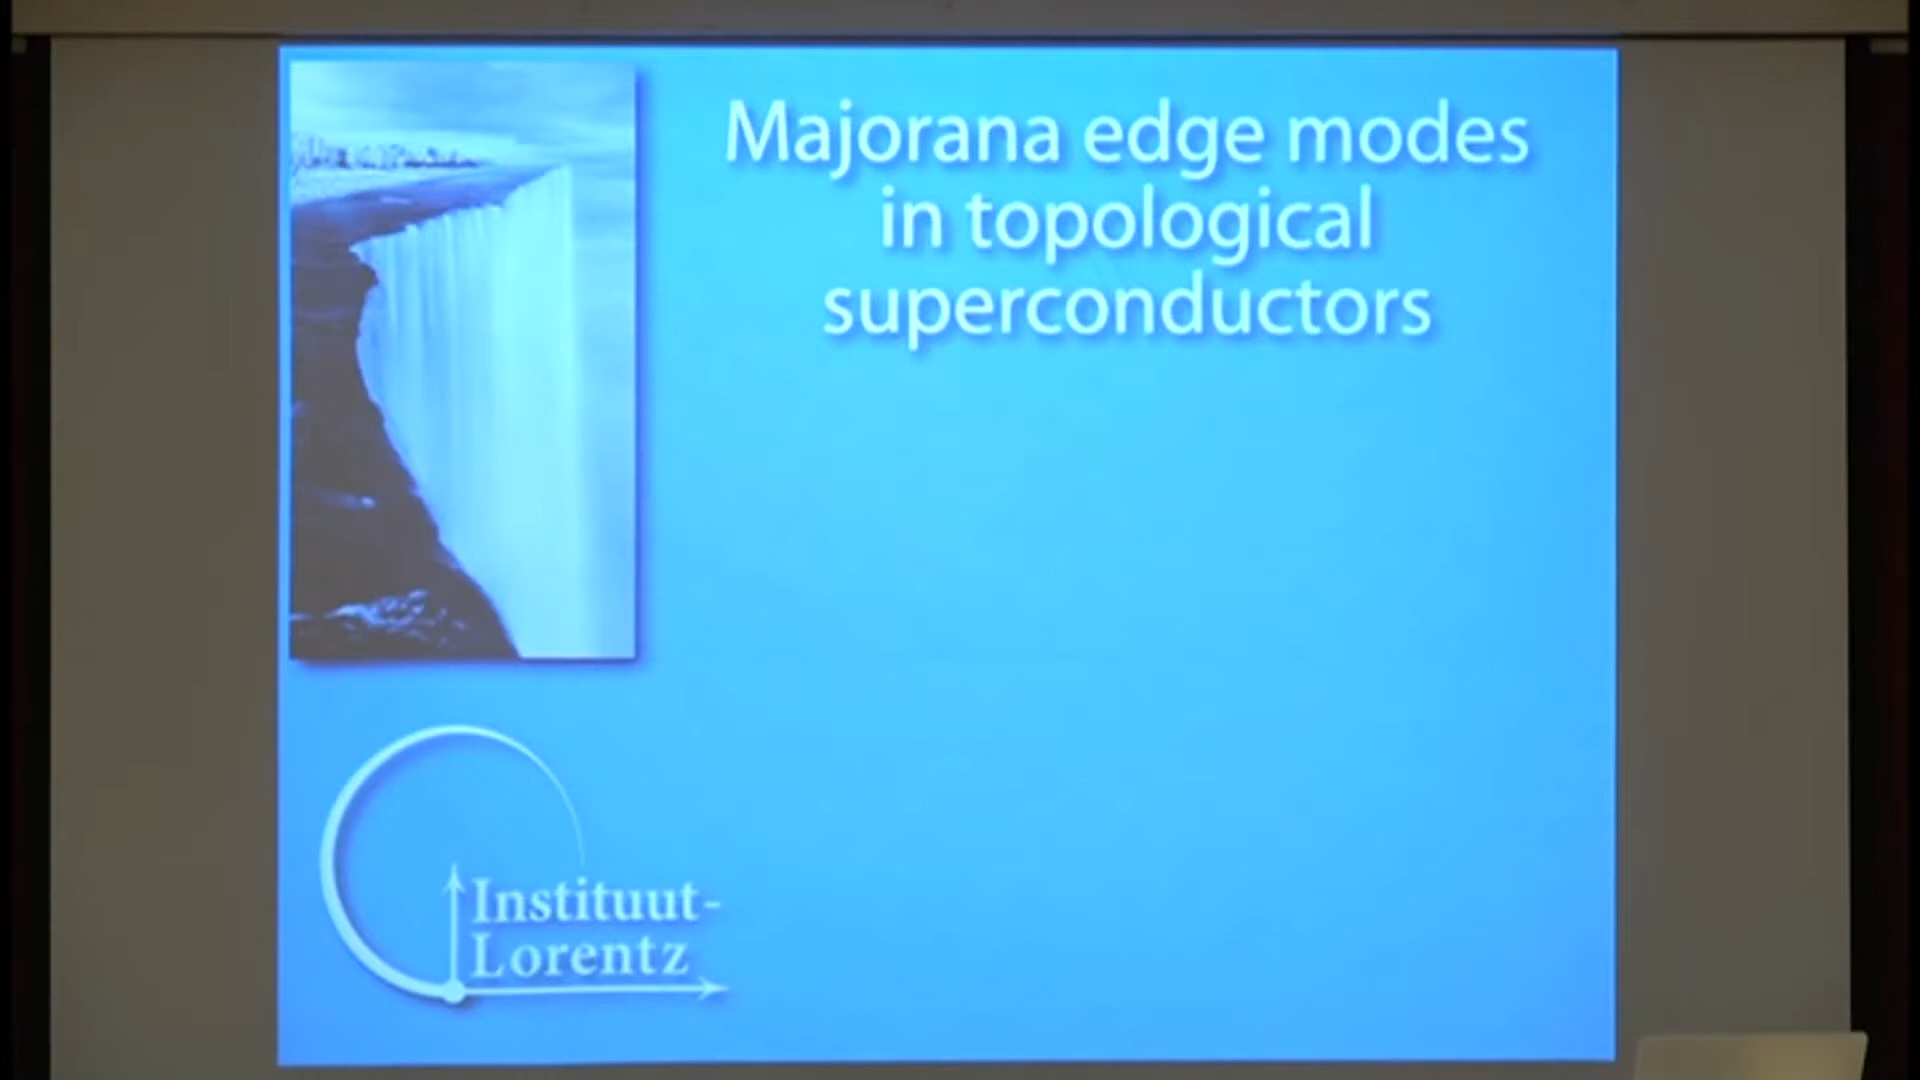 Majorana edge modes
in topological
superconductors
Instituut-
Lorentz